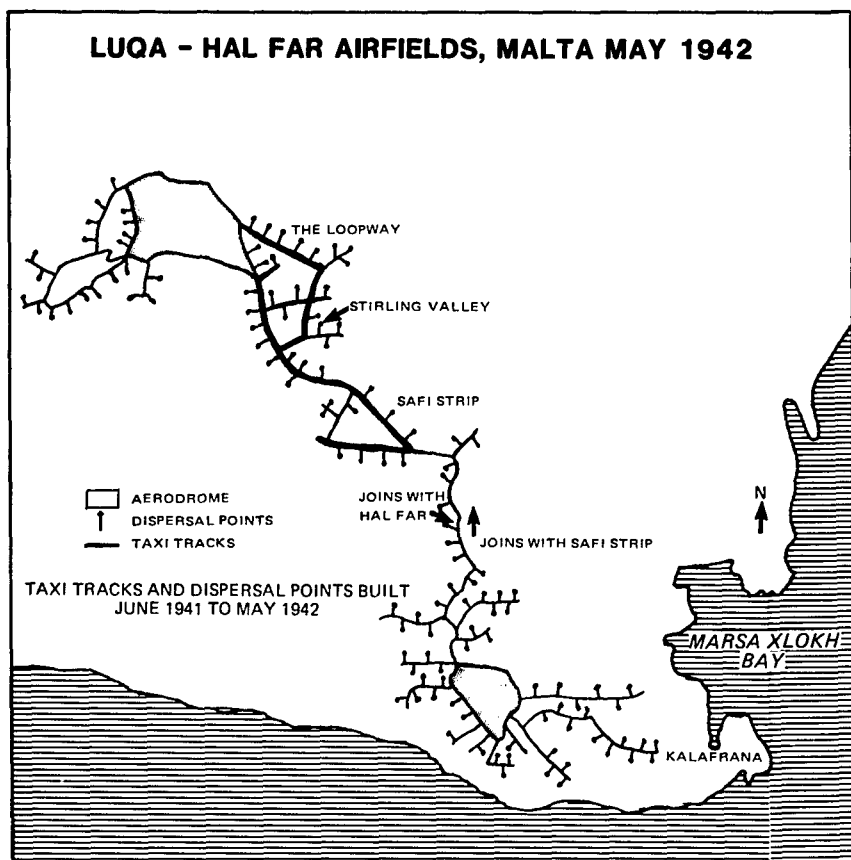 LUQA – HAL FAR AIRFIELDS, MALTA MAY 1942
THE LOOPWAY
STIRLING VALLEY
SAFI STRIP
AERODROME
DISPERSAL POINTS
TAXI TRACKS
JOINS WITH
HAL FAR
JOINS WITH SAFI STRIP
N
TAXI TRACKS AND DISPERSAL POINTS BUILT
JUNE 1941 TO MAY 1942
MARSA XLOKH
BAY
KALAFRANA